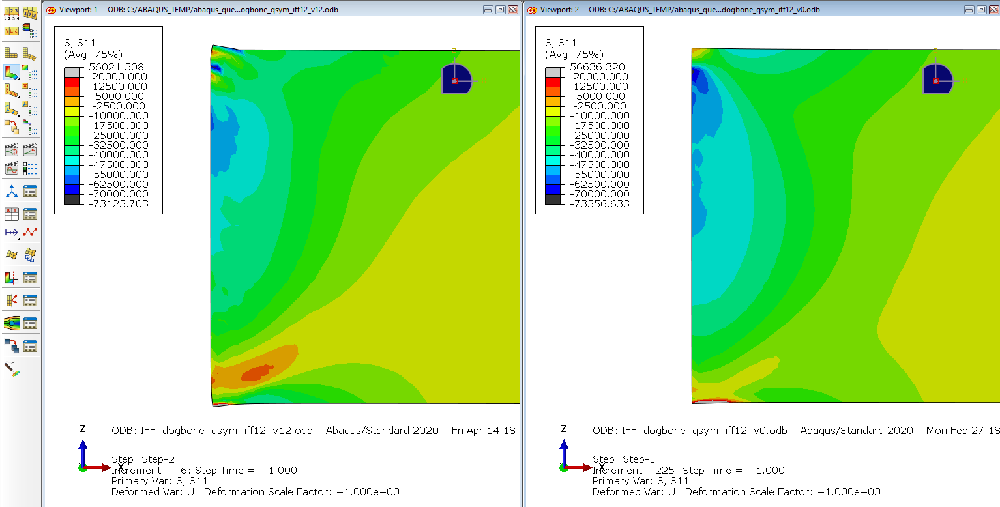 Viewport: 1 ODB: C:/ABAQUS_TEMP/abaqus_que...ogbone_qsym_iff12_v12.odb
S, S11
(Avg: 75%)
56021.508
20000.000
12500.000
5000.000
-2500.000
-10000.000
-17500.000
-25000.000
-32500.000
-40000.000
-47500.000
-55000.000
-62500.000
-70000.000
-73125.703
Z
X
ODB: IFF_dogbone_qsym_iff12_v12.odb Abaqus/Standard 2020 Fri Apr 14 18:
Step: Step-2
Increment 6: Step Time = 1.000
Primary Var: S, S11
Deformed Var: U Deformation Scale Factor: +1.000e+00
Viewport: 2 ODB: C:/ABAQUS_TEMP/abaqus_que...dogbone_qsym_iff12_v0.odb
S, S11
(Avg: 75%)
56636.320
20000.000
12500.000
5000.000
-2500.000
-10000.000
-17500.000
-25000.000
-32500.000
-40000.000
-47500.000
-55000.000
-62500.000
-70000.000
-73556.633
Z
X
ODB: IFF_dogbone_qsym_iff12_v0.odb Abaqus/Standard 2020 Mon Feb 27 18
Step: Step-1
Increment 225: Step Time = 1.000
Primary Var: S, S11
Deformed Var: U Deformation Scale Factor: +1.000e+00